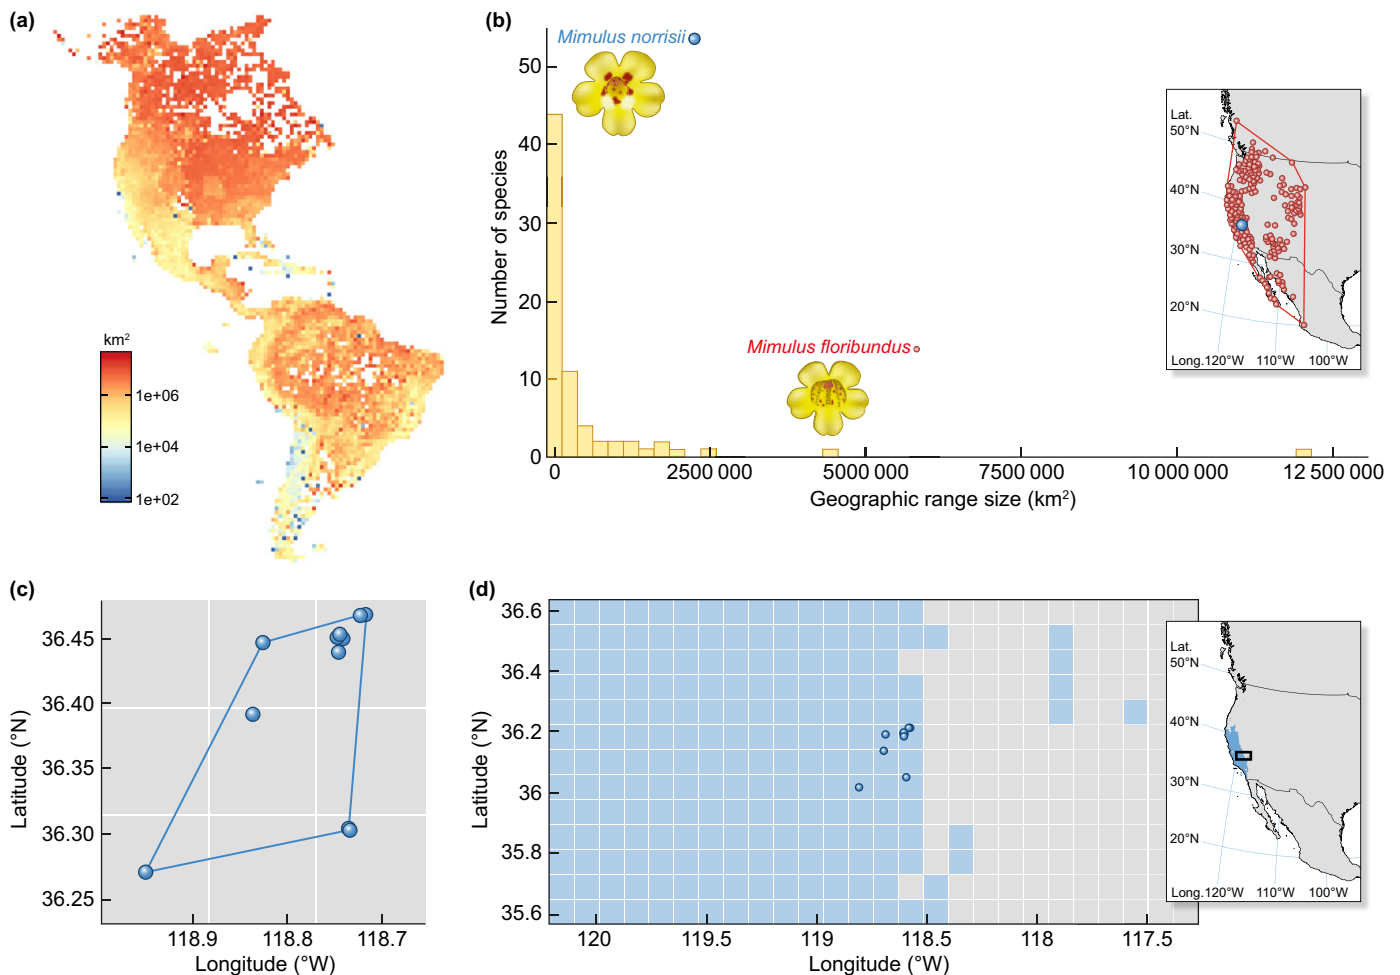 (a)
km²
1e+06
1e+04
1e+02
(b)
Mimulus norrisii
Mimulus floribundus
Number of species
50
40
30
20
10
0
0
2500 000
5000 000
7500 000
10 000 000
12 500 000
Geographic range size (km²)
Lat.
50°N
40°N
30°N
20°N
Long.
120°W
110°W
100°W
(c)
Latitude (°N)
36.45
36.40
36.35
36.30
36.25
118.9
118.8
118.7
Longitude (°W)
(d)
Latitude (°N)
36.6
36.4
36.2
36
35.8
35.6
120
119.5
119
118.5
118
117.5
Longitude (°W)
Lat.
50°N
40°N
30°N
20°N
Long.
120°W
110°W
100°W